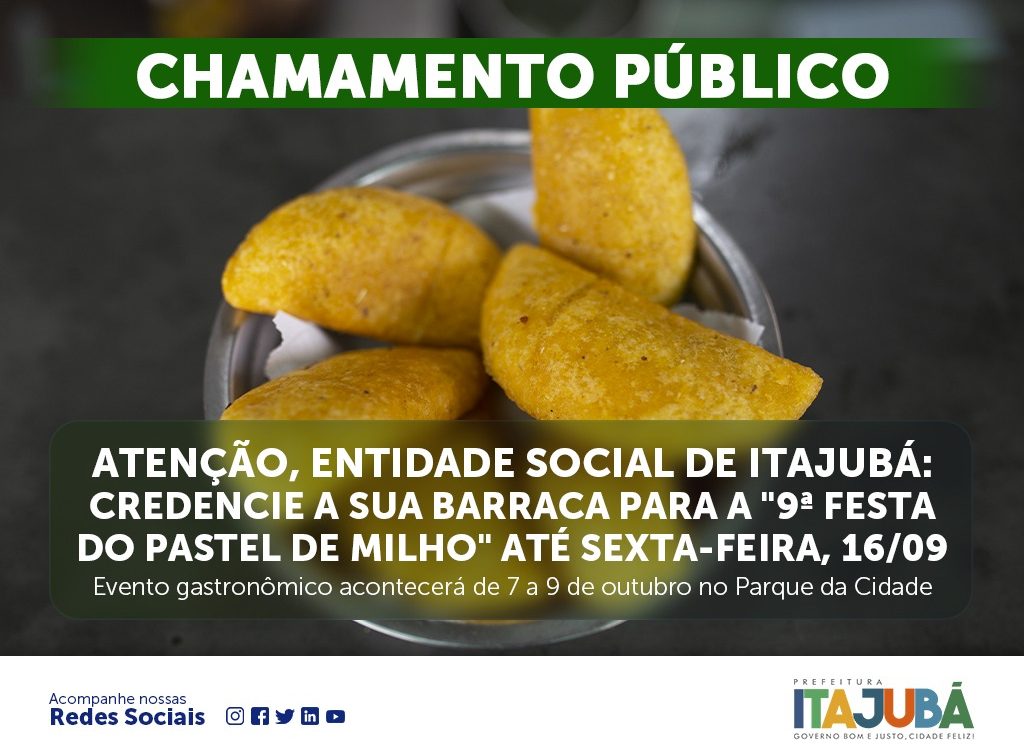 CHAMAMENTO PÚBLICO
ATENÇÃO, ENTIDADE SOCIAL DE ITAJUBÁ:
CREDENCIE A SUA BARRACA PARA A "9ª FESTA
DO PASTEL DE MILHO" ATÉ SEXTA-FEIRA, 16/09
Evento gastronômico acontecerá de 7 a 9 de outubro no Parque da Cidade
Acompanhe nossas
Redes Sociais
PREFEITURA
ITAJUBÁ
GOVERNO BOM E JUSTO, CIDADE FELIZ!